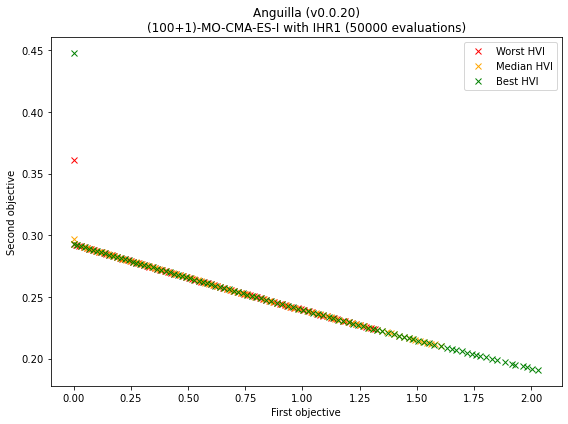 Anguilla (v0.0.20)
(100+1)-MO-CMA-ES-I with IHR1 (50000 evaluations)
Worst HVI
Median HVI
Best HVI
Second objective
0.45
0.40
0.35
0.30
0.25
0.20
0.00
0.25
0.50
0.75
1.00
1.25
1.50
1.75
2.00
First objective